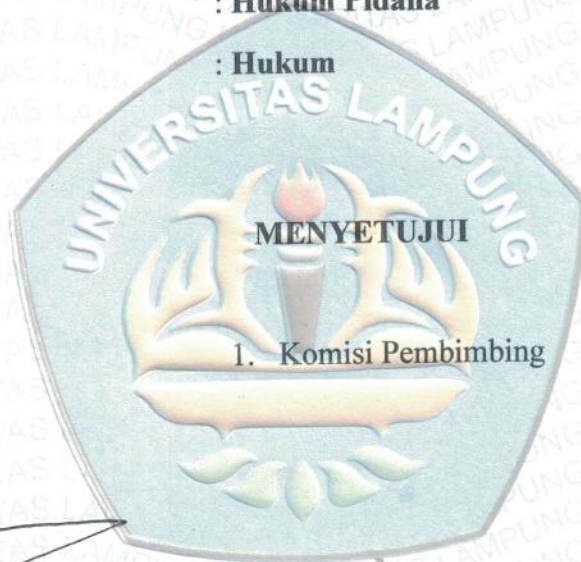 : Hukum Pidana
: Hukum
UNIVERSITAS LAMPUNG
MENYETUJUI
1. Komisi Pembimbing